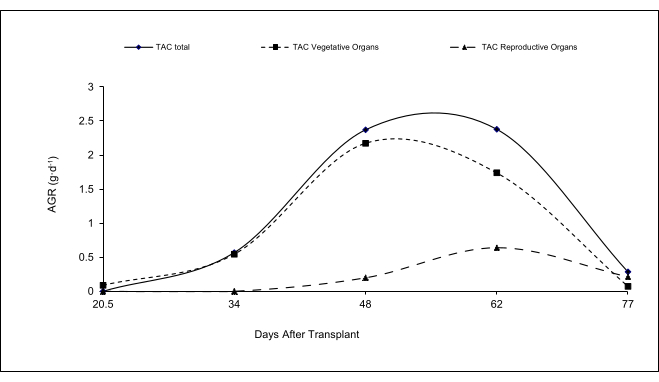 TAC total TAC Vegetative Organs TAC Reproductive Organs
3
2.5
2
1.5
1
0.5
0
AGR (g·d⁻¹)
20.5 34 48 62 77
Days After Transplant